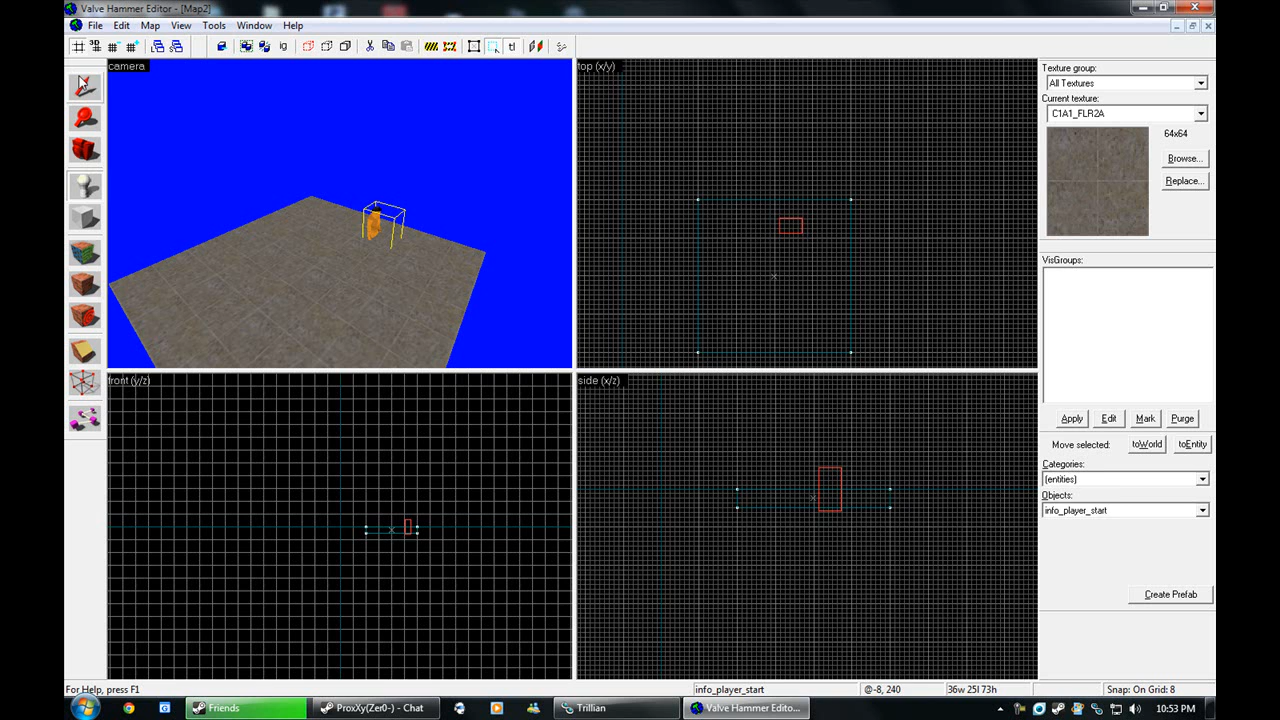 Valve Hammer Editor - [Map2]
File Edit Map View Tools Window Help
camera
top (x/y)
front (y/z)
side (x/z)
Texture group:
All Textures
Current texture:
C1A1_FLR2A
64x64
Browse...
Replace...
VisGroups:
Apply Edit Mark Purge
Move selected: toWorld toEntity
Categories:
(entities)
Objects:
info_player_start
Create Prefab
For Help, press F1
info_player_start
@-8, 240
36w 25l 73h
Snap: On Grid: 8
Friends
ProxXy(Zer0-) - Chat
Trillian
Valve Hammer Edito...
10:53 PM